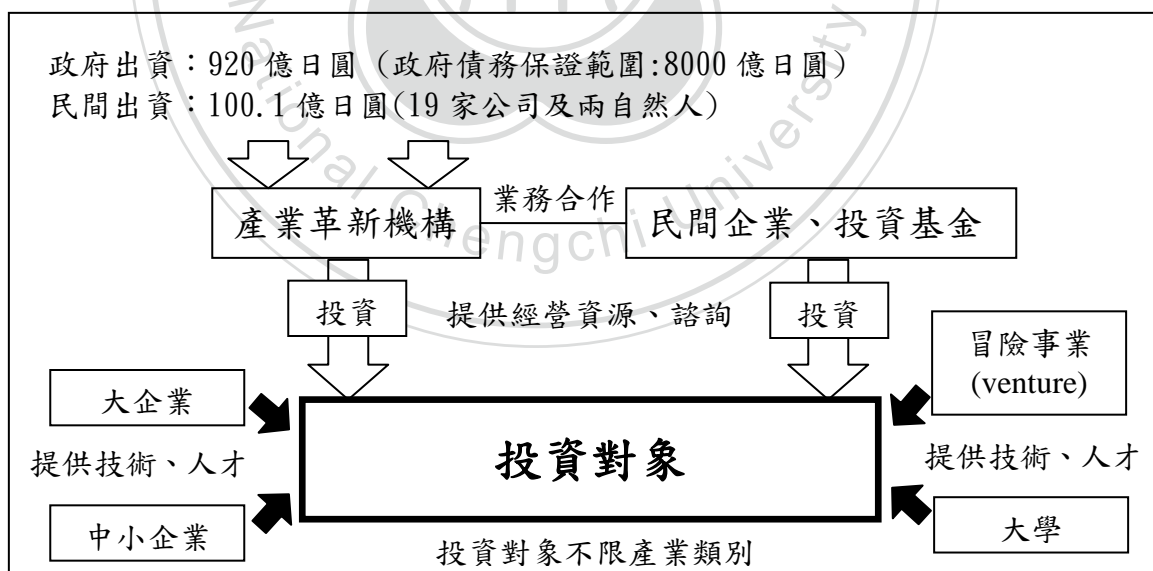 政府出資：920 億日圓 (政府債務保證範圍:8000 億日圓)
民間出資：100.1 億日圓(19 家公司及兩自然人)
產業革新機構
業務合作
民間企業、投資基金
投資
提供經營資源、諮詢
投資
冒險事業
(venture)
大企業
提供技術、人才
中小企業
投資對象
提供技術、人才
大學
投資對象不限產業類別
National Chengchi University